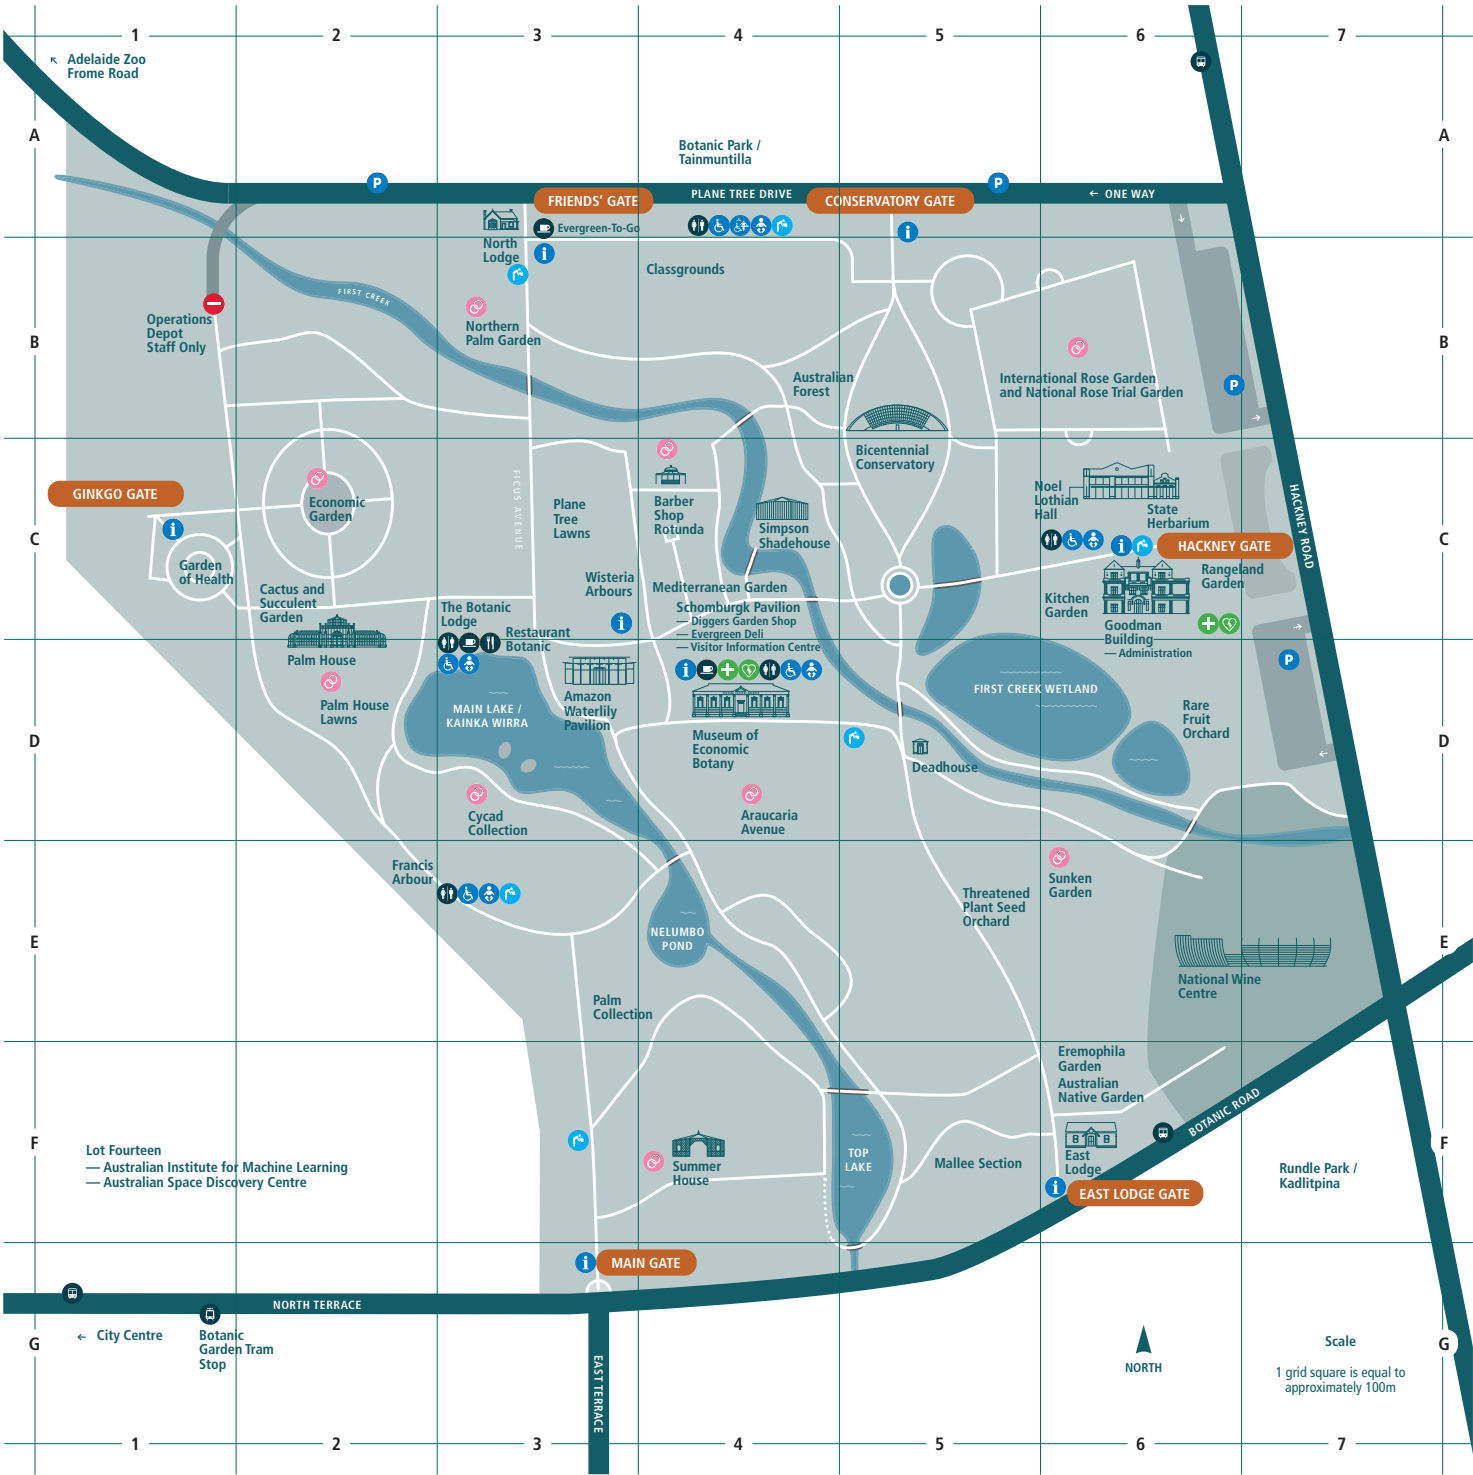 1 2 3 4 5 6 7
Adelaide Zoo
Frome Road
A
A
Botanic Park /
Tainmuntilla
P
P
FRIENDS' GATE
PLANE TREE DRIVE
CONSERVATORY GATE
← ONE WAY
Evergreen-To-Go
North
Lodge
Classgrounds
FIRST CREEK
Operations
Depot
Staff Only
Northern
Palm Garden
B
B
Australian
Forest
International Rose Garden
and National Rose Trial Garden
P
Bicentennial
Conservatory
GINKGO GATE
Economic
Garden
FICUS AVENUE
Plane
Tree
Lawns
Barber
Shop
Rotunda
Simpson
Shadehouse
Noel
Lothian
Hall
State
Herbarium
HACKNEY ROAD
C
C
HACKNEY GATE
Garden
of Health
Cactus and
Succulent
Garden
Wisteria
Arbours
Mediterranean Garden
Rangeland
Garden
Kitchen
Garden
The Botanic
Lodge
Restaurant
Botanic
Schomburgk Pavilion
— Diggers Garden Shop
— Evergreen Deli
— Visitor Information Centre
Goodman
Building
— Administration
P
Palm House
Palm House
Lawns
MAIN LAKE /
KAINKA WIRRA
Amazon
Waterlily
Pavilion
FIRST CREEK WETLAND
Rare
Fruit
Orchard
D
D
Museum of
Economic
Botany
Deadhouse
Cycad
Collection
Araucaria
Avenue
Francis
Arbour
Sunken
Garden
Threatened
Plant Seed
Orchard
E
E
NELUMBO
POND
National Wine
Centre
Palm
Collection
Eremophila
Garden
Australian
Native Garden
BOTANIC ROAD
F
F
Lot Fourteen
— Australian Institute for Machine Learning
— Australian Space Discovery Centre
Summer
House
TOP
LAKE
Mallee Section
East
Lodge
Rundle Park /
Kadlitpina
EAST LODGE GATE
MAIN GATE
NORTH TERRACE
← City Centre
Botanic
Garden Tram
Stop
G
G
EAST TERRACE
NORTH
Scale
1 grid square is equal to
approximately 100m
1 2 3 4 5 6 7